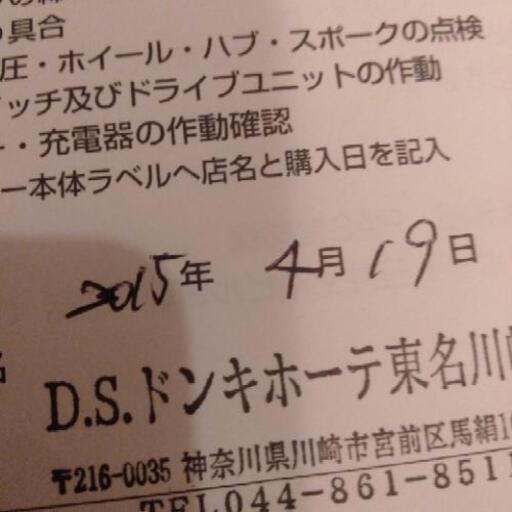 具合
圧・ホイール・ハブ・スポークの点検
ッチ及びドライブユニットの作動
・充電器の作動確認
ー本体ラベルへ店名と購入日を記入
2015年 4月19日
D.S.ドンキホーテ東名川
〒216-0035 神奈川県川崎市宮前区馬絹1
TEL044-861-851